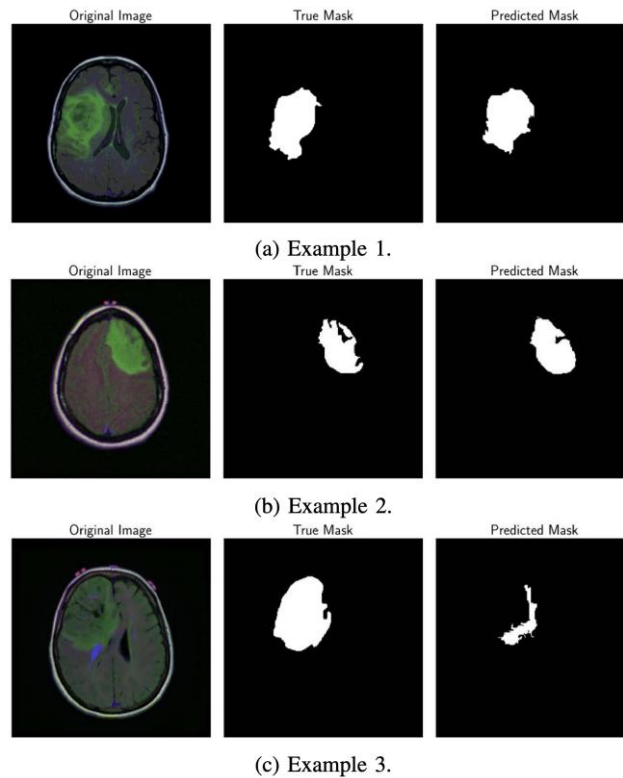 Original Image True Mask Predicted Mask
(a) Example 1.
Original Image True Mask Predicted Mask
(b) Example 2.
Original Image True Mask Predicted Mask
(c) Example 3.